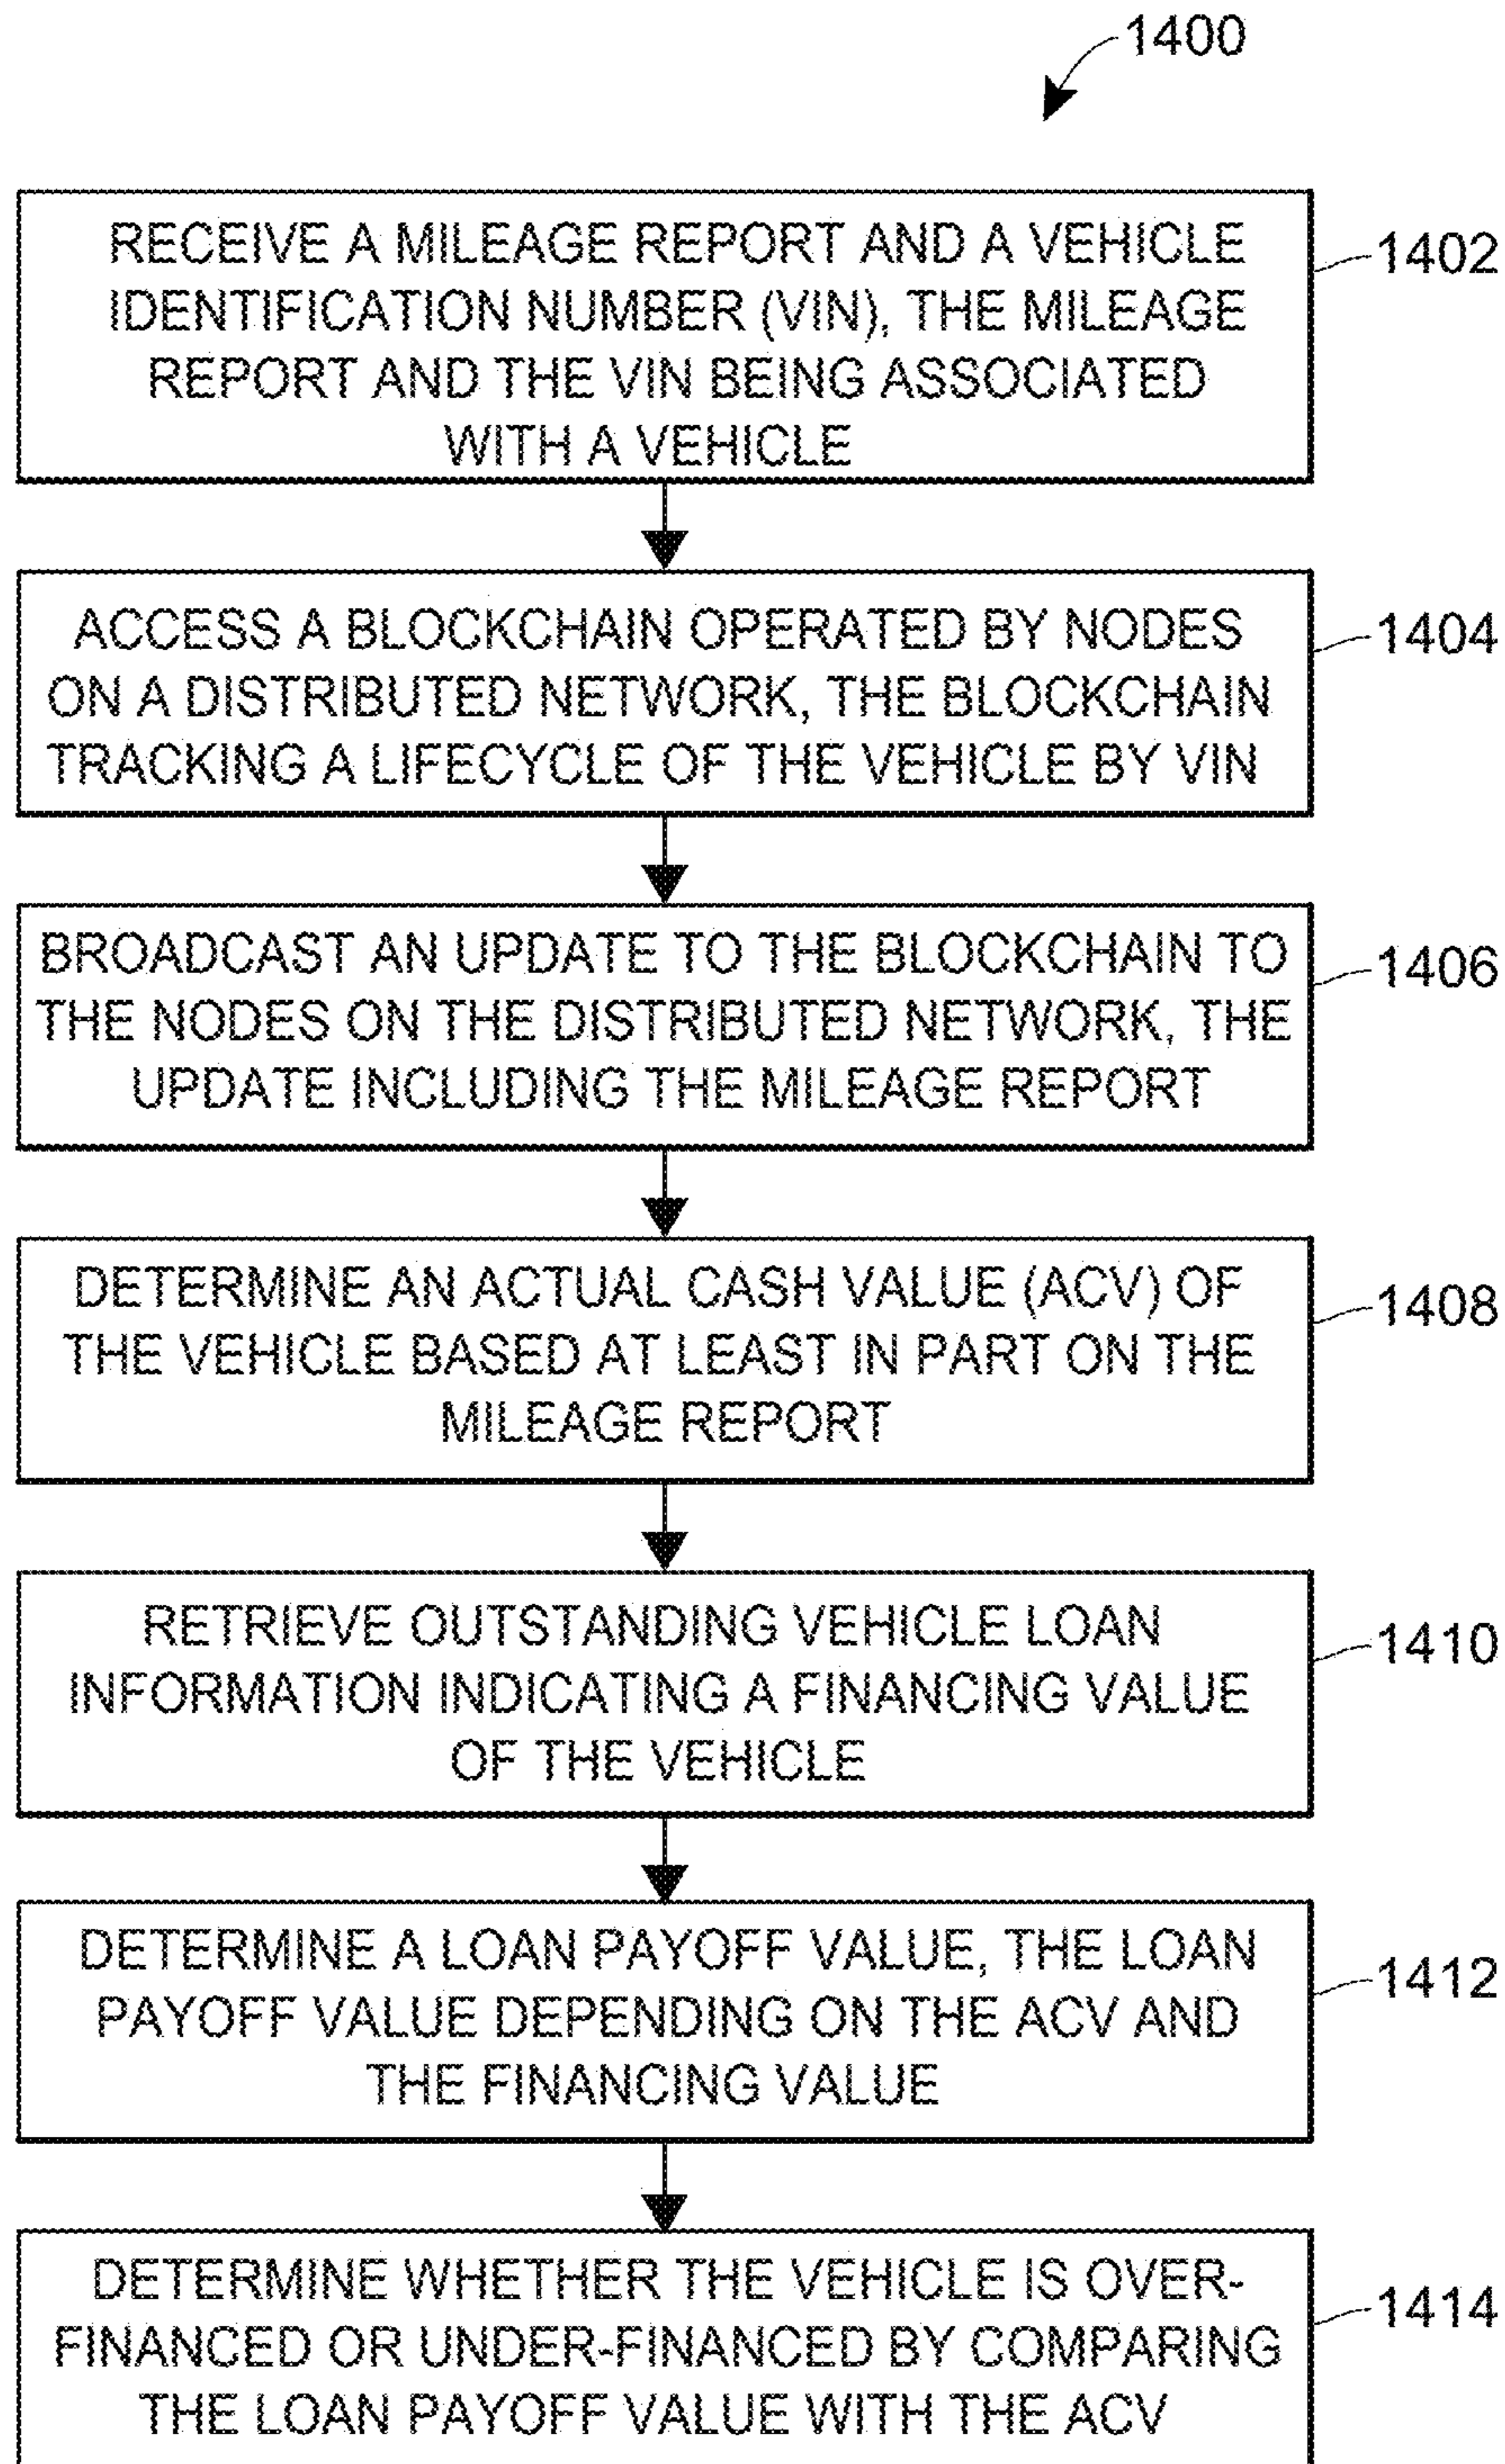 1400
RECEIVE A MILEAGE REPORT AND A VEHICLE
IDENTIFICATION NUMBER (VIN), THE MILEAGE
REPORT AND THE VIN BEING ASSOCIATED
WITH A VEHICLE
1402
ACCESS A BLOCKCHAIN OPERATED BY NODES
ON A DISTRIBUTED NETWORK, THE BLOCKCHAIN
TRACKING A LIFECYCLE OF THE VEHICLE BY VIN
1404
BROADCAST AN UPDATE TO THE BLOCKCHAIN TO
THE NODES ON THE DISTRIBUTED NETWORK, THE
UPDATE INCLUDING THE MILEAGE REPORT
1406
DETERMINE AN ACTUAL CASH VALUE (ACV) OF
THE VEHICLE BASED AT LEAST IN PART ON THE
MILEAGE REPORT
1408
RETRIEVE OUTSTANDING VEHICLE LOAN
INFORMATION INDICATING A FINANCING VALUE
OF THE VEHICLE
1410
DETERMINE A LOAN PAYOFF VALUE, THE LOAN
PAYOFF VALUE DEPENDING ON THE ACV AND
THE FINANCING VALUE
1412
DETERMINE WHETHER THE VEHICLE IS OVER-
FINANCED OR UNDER-FINANCED BY COMPARING
THE LOAN PAYOFF VALUE WITH THE ACV
1414